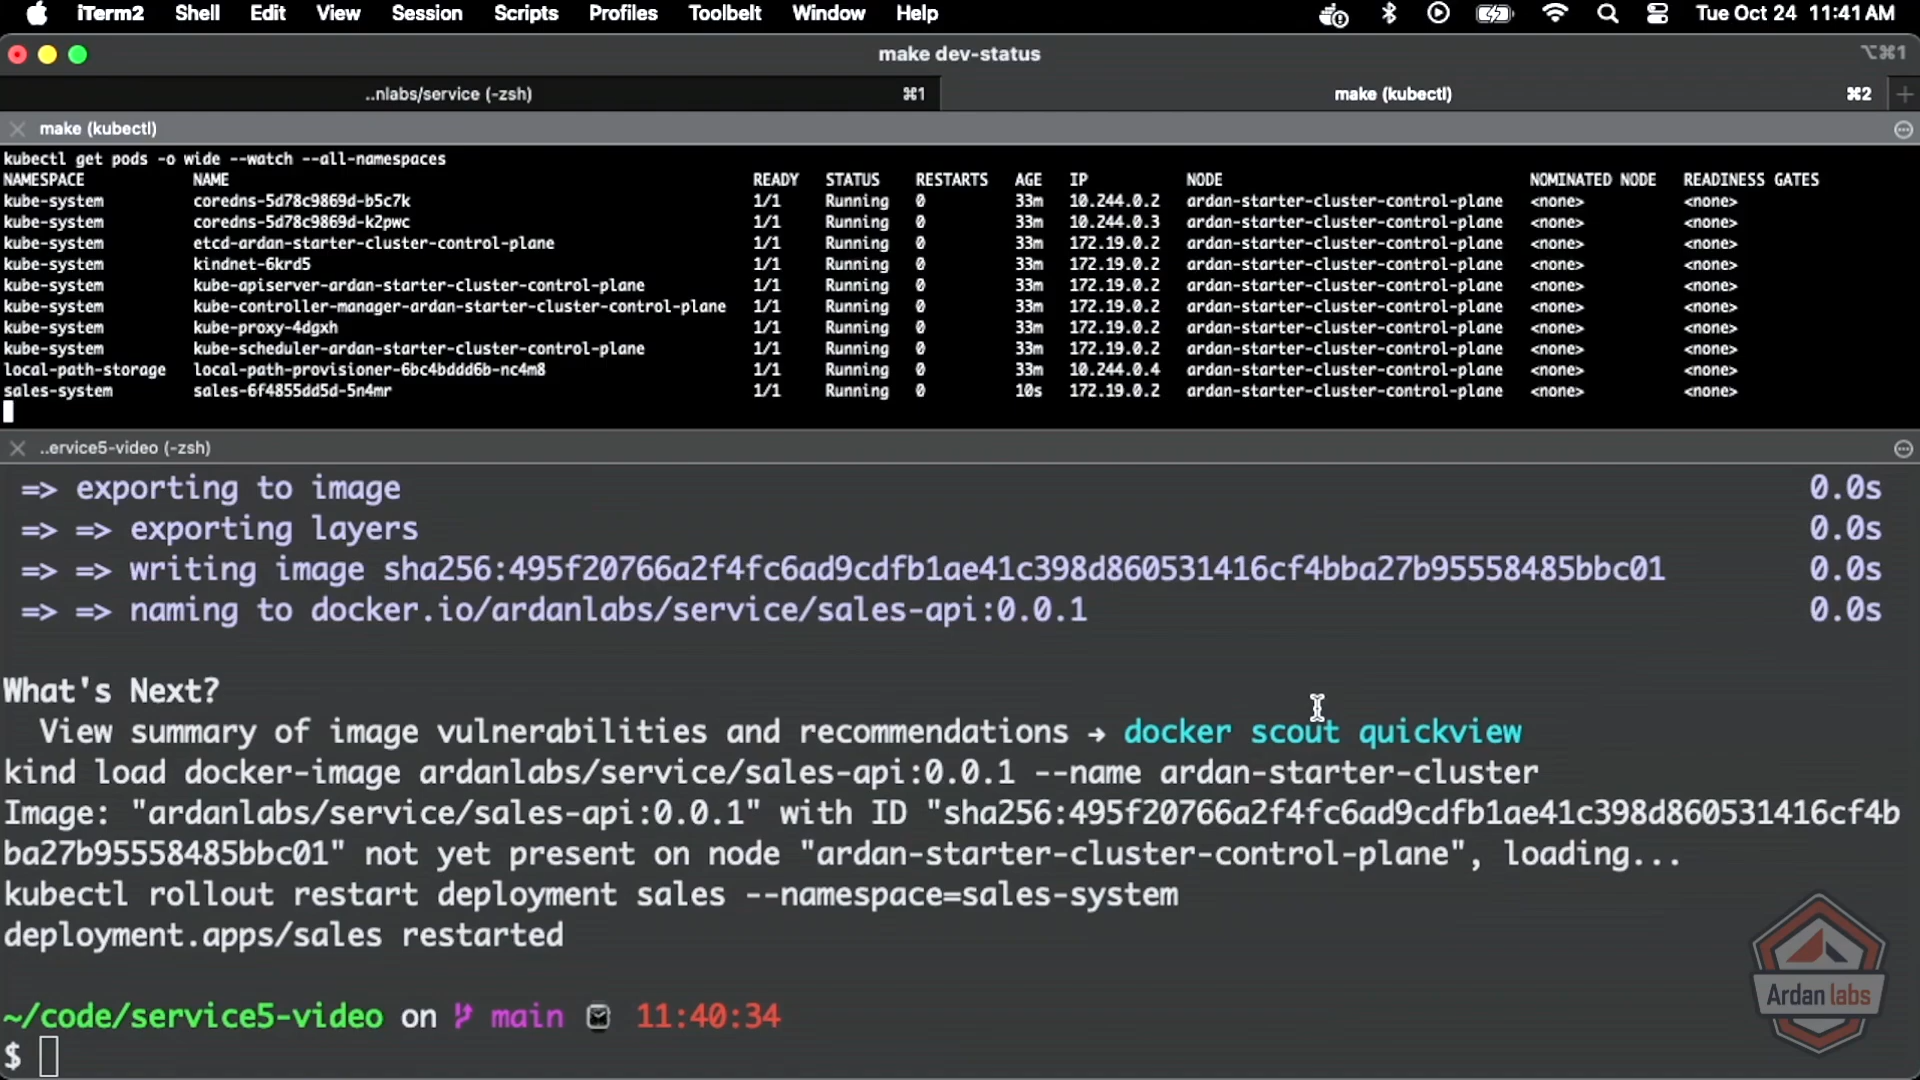 iTerm2 Shell Edit View Session Scripts Profiles Toolbelt Window Help Tue Oct 24 11:41 AM
make dev-status ⌥⌘1
..nlabs/service (-zsh) ⌘1 make (kubectl) ⌘2
make (kubectl)
kubectl get pods -o wide --watch --all-namespaces
NAMESPACE NAME READY STATUS RESTARTS AGE IP NODE NOMINATED NODE READINESS GATES
kube-system coredns-5d78c9869d-b5c7k 1/1 Running 0 33m 10.244.0.2 ardan-starter-cluster-control-plane <none> <none>
kube-system coredns-5d78c9869d-k2pwc 1/1 Running 0 33m 10.244.0.3 ardan-starter-cluster-control-plane <none> <none>
kube-system etcd-ardan-starter-cluster-control-plane 1/1 Running 0 33m 172.19.0.2 ardan-starter-cluster-control-plane <none> <none>
kube-system kindnet-6krd5 1/1 Running 0 33m 172.19.0.2 ardan-starter-cluster-control-plane <none> <none>
kube-system kube-apiserver-ardan-starter-cluster-control-plane 1/1 Running 0 33m 172.19.0.2 ardan-starter-cluster-control-plane <none> <none>
kube-system kube-controller-manager-ardan-starter-cluster-control-plane 1/1 Running 0 33m 172.19.0.2 ardan-starter-cluster-control-plane <none> <none>
kube-system kube-proxy-4dgxh 1/1 Running 0 33m 172.19.0.2 ardan-starter-cluster-control-plane <none> <none>
kube-system kube-scheduler-ardan-starter-cluster-control-plane 1/1 Running 0 33m 172.19.0.2 ardan-starter-cluster-control-plane <none> <none>
local-path-storage local-path-provisioner-6bc4bddd6b-nc4m8 1/1 Running 0 33m 10.244.0.4 ardan-starter-cluster-control-plane <none> <none>
sales-system sales-6f4855dd5d-5n4mr 1/1 Running 0 10s 172.19.0.2 ardan-starter-cluster-control-plane <none> <none>
..ervice5-video (-zsh)
=> exporting to image 0.0s
=> => exporting layers 0.0s
=> => writing image sha256:495f20766a2f4fc6ad9cdfb1ae41c398d860531416cf4bba27b95558485bbc01 0.0s
=> => naming to docker.io/ardanlabs/service/sales-api:0.0.1 0.0s
What's Next?
View summary of image vulnerabilities and recommendations → docker scout quickview
kind load docker-image ardanlabs/service/sales-api:0.0.1 --name ardan-starter-cluster
Image: "ardanlabs/service/sales-api:0.0.1" with ID "sha256:495f20766a2f4fc6ad9cdfb1ae41c398d860531416cf4b
ba27b95558485bbc01" not yet present on node "ardan-starter-cluster-control-plane", loading...
kubectl rollout restart deployment sales --namespace=sales-system
deployment.apps/sales restarted
~/code/service5-video on main 11:40:34
$
Ardan labs